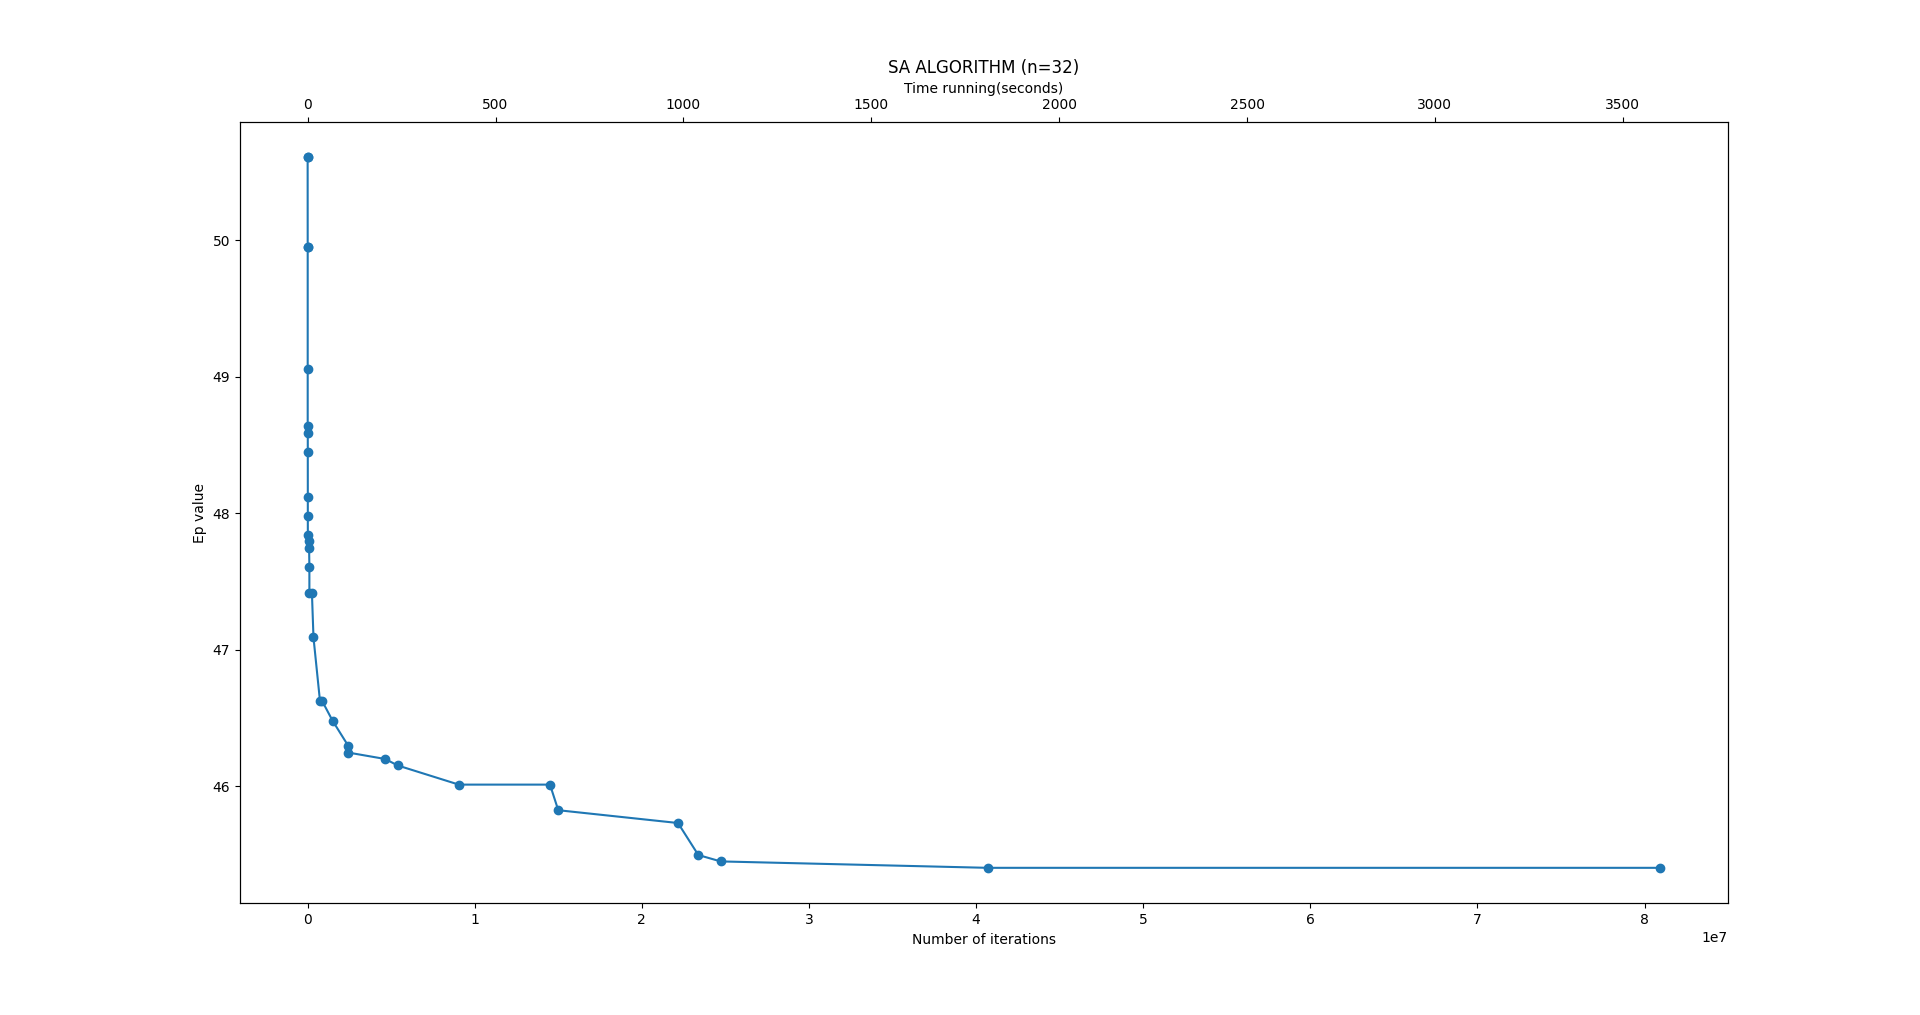 SA ALGORITHM (n=32)
Time running(seconds)
0 500 1000 1500 2000 2500 3000 3500
50
49
48
47
46
Ep value
0 1 2 3 4 5 6 7 8
Number of iterations
1e7